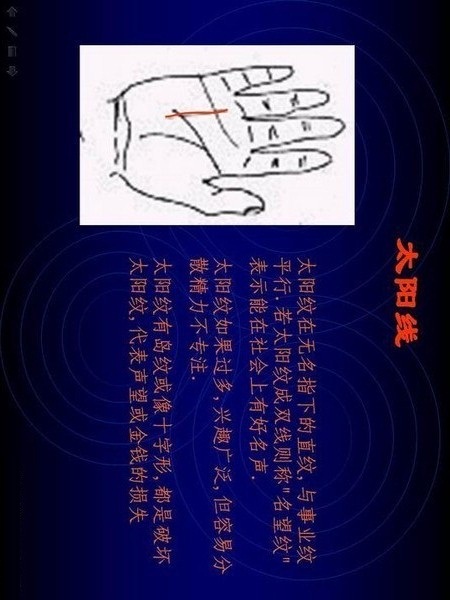 太阳线
太阳纹在无名指下的直纹,与事业纹
平行.若太阳纹成双线则称"名望纹"
表示能在社会上有好名声.
太阳纹如果过多,兴趣广泛,但容易分
散精力不专注.
太阳纹有岛纹或像十字形,都是破坏
太阳纹,代表声望或金钱的损失